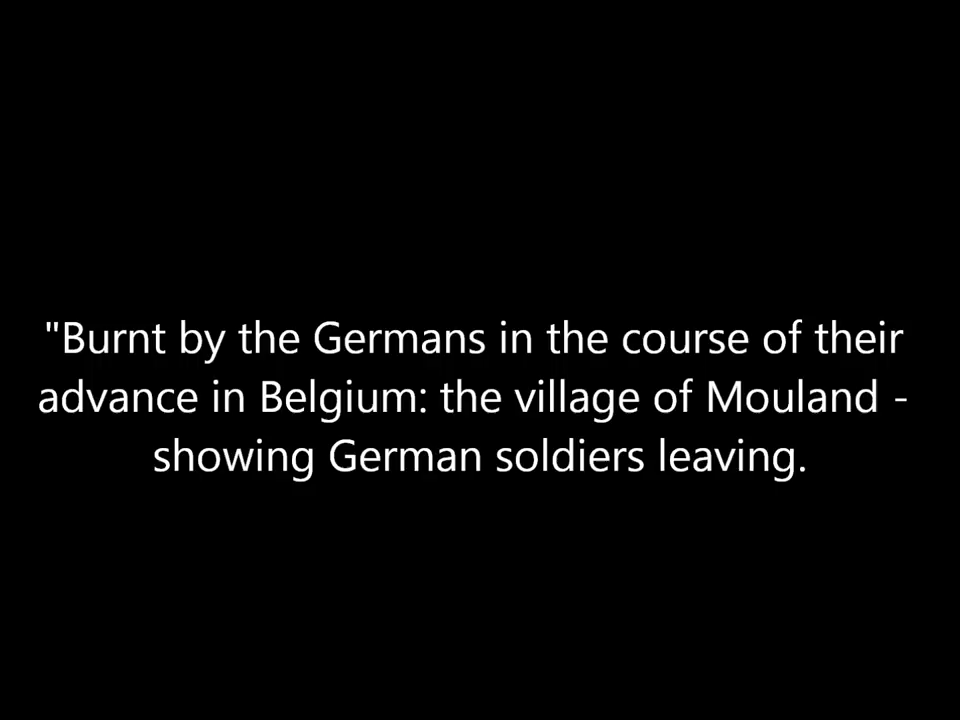 "Burnt by the Germans in the course of their
advance in Belgium: the village of Mouland -
showing German soldiers leaving.